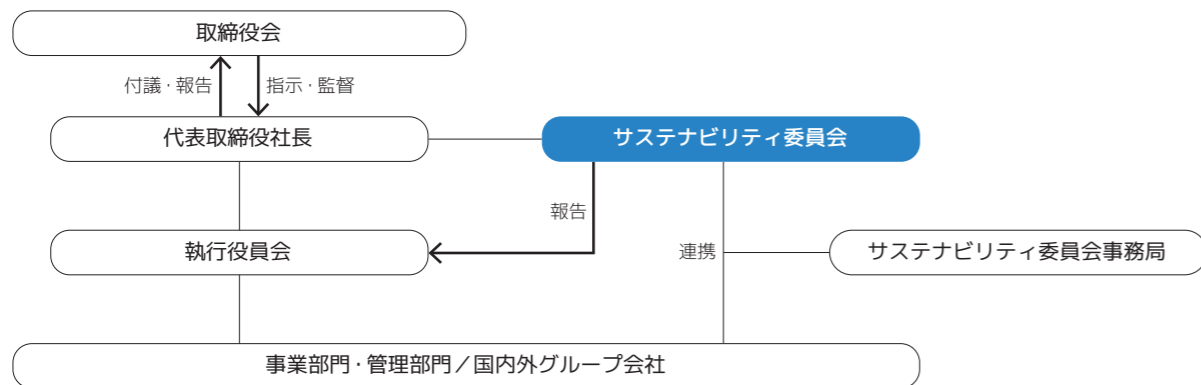 取締役会
付議・報告
指示・監督
代表取締役社長
サステナビリティ委員会
報告
執行役員会
連携
サステナビリティ委員会事務局
事業部門・管理部門／国内外グループ会社